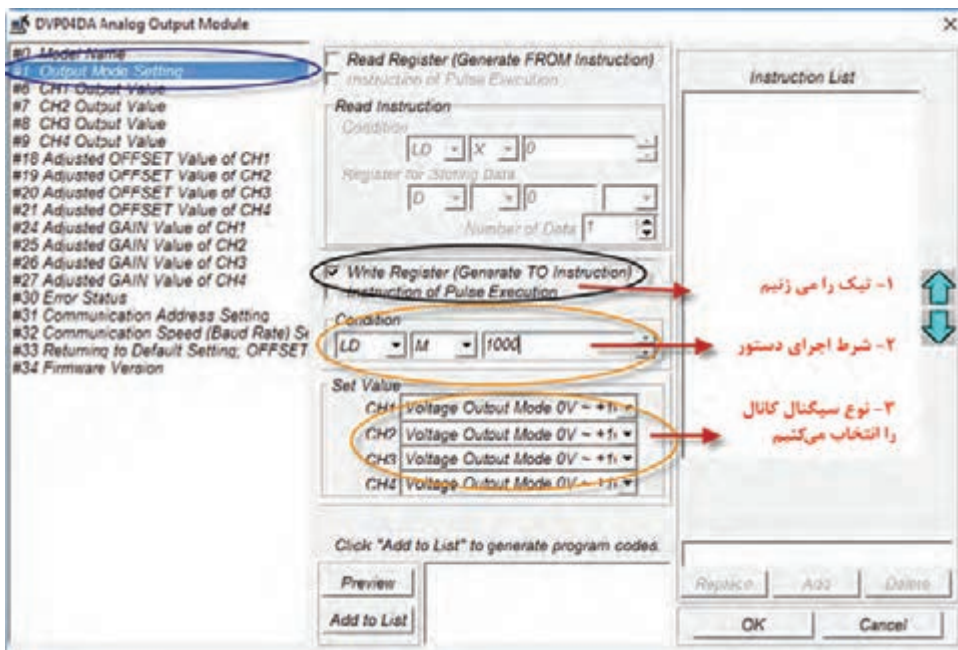 DVP04DA Analog Output Module
#0 Model Name
#1 Output Mode Setting
#6 CH1 Output Value
#7 CH2 Output Value
#8 CH3 Output Value
#9 CH4 Output Value
#18 Adjusted OFFSET Value of CH1
#19 Adjusted OFFSET Value of CH2
#20 Adjusted OFFSET Value of CH3
#21 Adjusted OFFSET Value of CH4
#24 Adjusted GAIN Value of CH1
#25 Adjusted GAIN Value of CH2
#26 Adjusted GAIN Value of CH3
#27 Adjusted GAIN Value of CH4
#30 Error Status
#31 Communication Address Setting
#32 Communication Speed (Baud Rate) Se
#33 Returning to Default Setting; OFFSET
#34 Firmware Version
Read Register (Generate FROM Instruction)
Instruction of Pulse Execution
Read Instruction
Condition
LD X 0
Register for Storing Data
D 0
Number of Data 1
Write Register (Generate TO Instruction)
Instruction of Pulse Execution
Condition
LD M 1000
Set Value
CH1 Voltage Output Mode 0V ~ +1
CH2 Voltage Output Mode 0V ~ +1
CH3 Voltage Output Mode 0V ~ +1
CH4 Voltage Output Mode 0V ~
Click "Add to List" to generate program codes.
Preview
Add to List
Instruction List
۱- تیک را می زنیم
۲- شرط اجرای دستور
۳- نوع سیگنال کانال
را انتخاب می‌کنیم
Replace Add Delete
OK Cancel